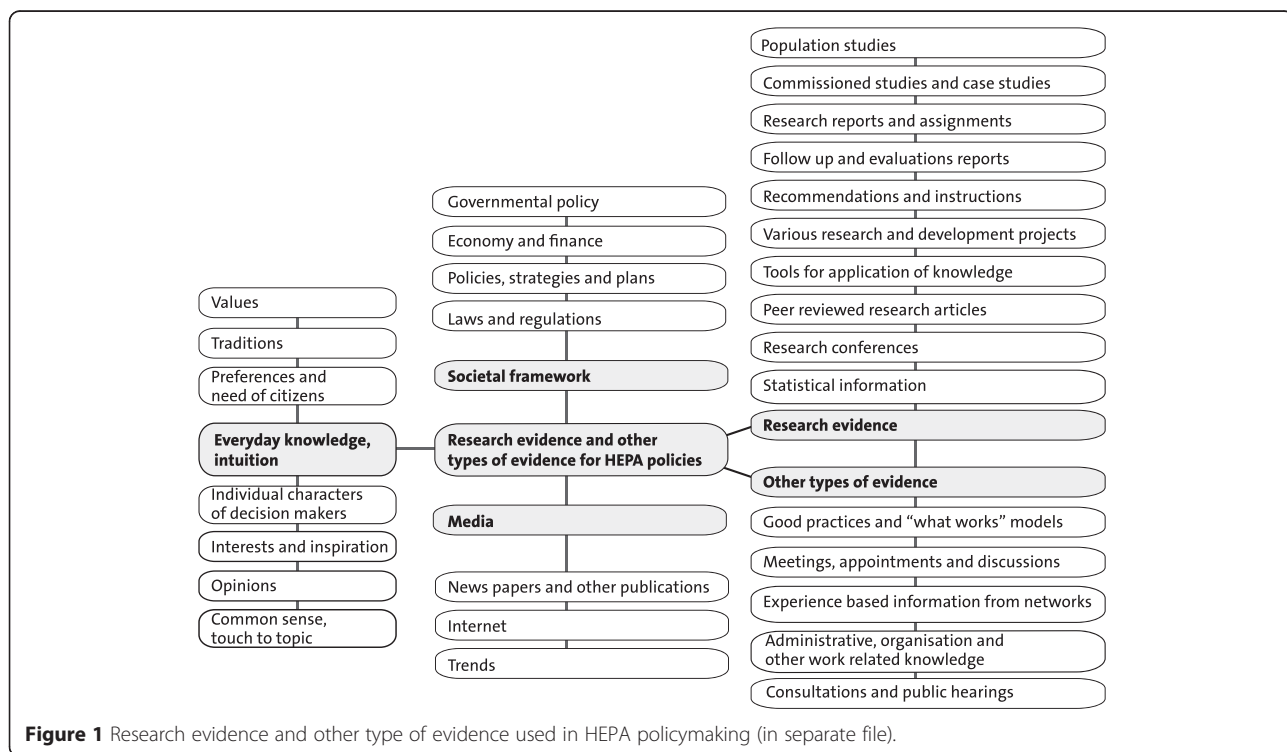 Values
Traditions
Preferences and
need of citizens
Everyday knowledge,
intuition
Individual characters
of decision makers
Interests and inspiration
Opinions
Common sense,
touch to topic
Governmental policy
Economy and finance
Policies, strategies and plans
Laws and regulations
Societal framework
Research evidence and other
types of evidence for HEPA policies
Media
News papers and other publications
Internet
Trends
Population studies
Commissioned studies and case studies
Research reports and assignments
Follow up and evaluations reports
Recommendations and instructions
Various research and development projects
Tools for application of knowledge
Peer reviewed research articles
Research conferences
Statistical information
Research evidence
Other types of evidence
Good practices and “what works” models
Meetings, appointments and discussions
Experience based information from networks
Administrative, organisation and
other work related knowledge
Consultations and public hearings
Figure 1 Research evidence and other type of evidence used in HEPA policymaking (in separate file).